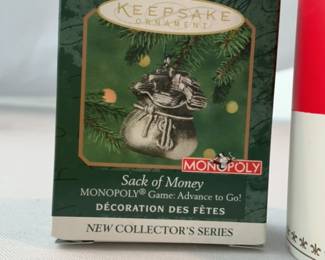 KEEPSAKE
ORNAMENT
MONOPOLY
Sack of Money
MONOPOLY® Game: Advance to Go!
DÉCORATION DES FÊTES
NEW COLLECTOR'S SERIES